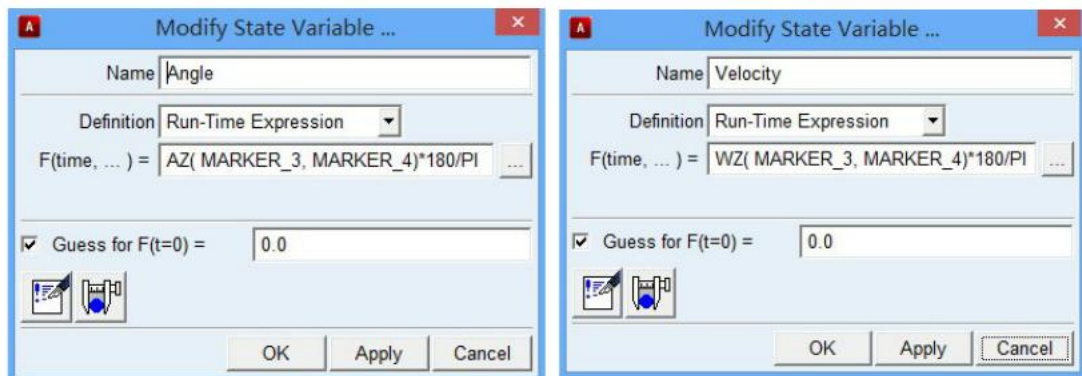 Modify State Variable ...
Name Angle
Definition Run-Time Expression
F(time, ... ) = AZ( MARKER_3, MARKER_4)*180/PI ...
Guess for F(t=0) = 0.0
OK Apply Cancel
Modify State Variable ...
Name Velocity
Definition Run-Time Expression
F(time, ... ) = WZ( MARKER_3, MARKER_4)*180/PI ...
Guess for F(t=0) = 0.0
OK Apply Cancel